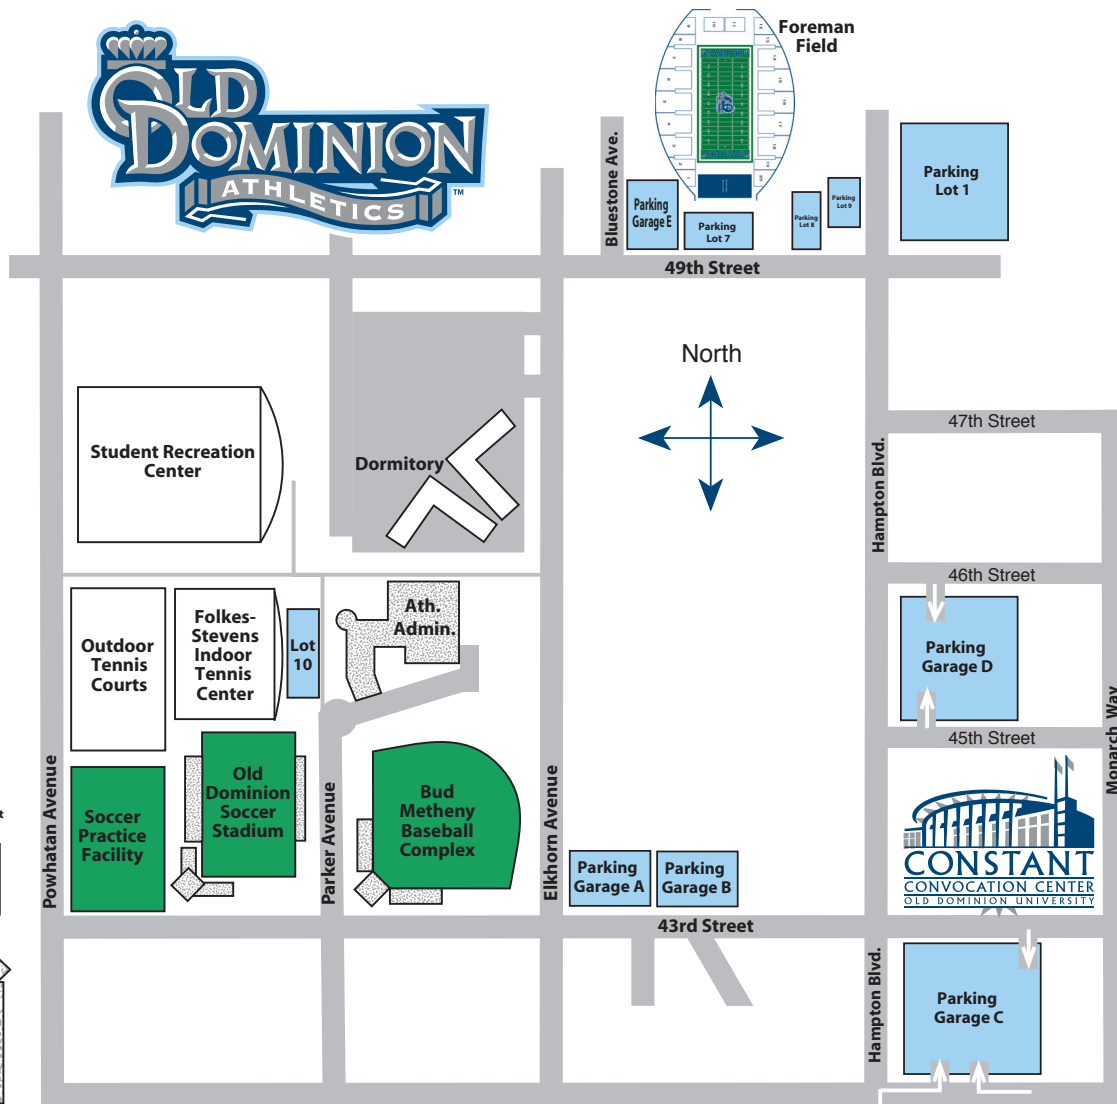 OLD
DOMINION
ATHLETICS
™
Foreman
Field
Bluestone Ave.
Parking
Garage E
Parking
Lot 7
Parking
Lot 8
Parking
Lot 9
Parking
Lot 1
49th Street
North
47th Street
Hampton Blvd.
Student Recreation
Center
Dormitory
46th Street
Ath.
Admin.
Outdoor
Tennis
Courts
Folkes-
Stevens
Indoor
Tennis
Center
Lot
10
Parking
Garage D
45th Street
Monarch Way
Powhatan Avenue
Soccer
Practice
Facility
Old
Dominion
Soccer
Stadium
Parker Avenue
Bud
Metheny
Baseball
Complex
Elkhorn Avenue
Parking
Garage A
Parking
Garage B
CONSTANT
CONVOCATION CENTER
OLD DOMINION UNIVERSITY
43rd Street
Hampton Blvd.
Parking
Garage C